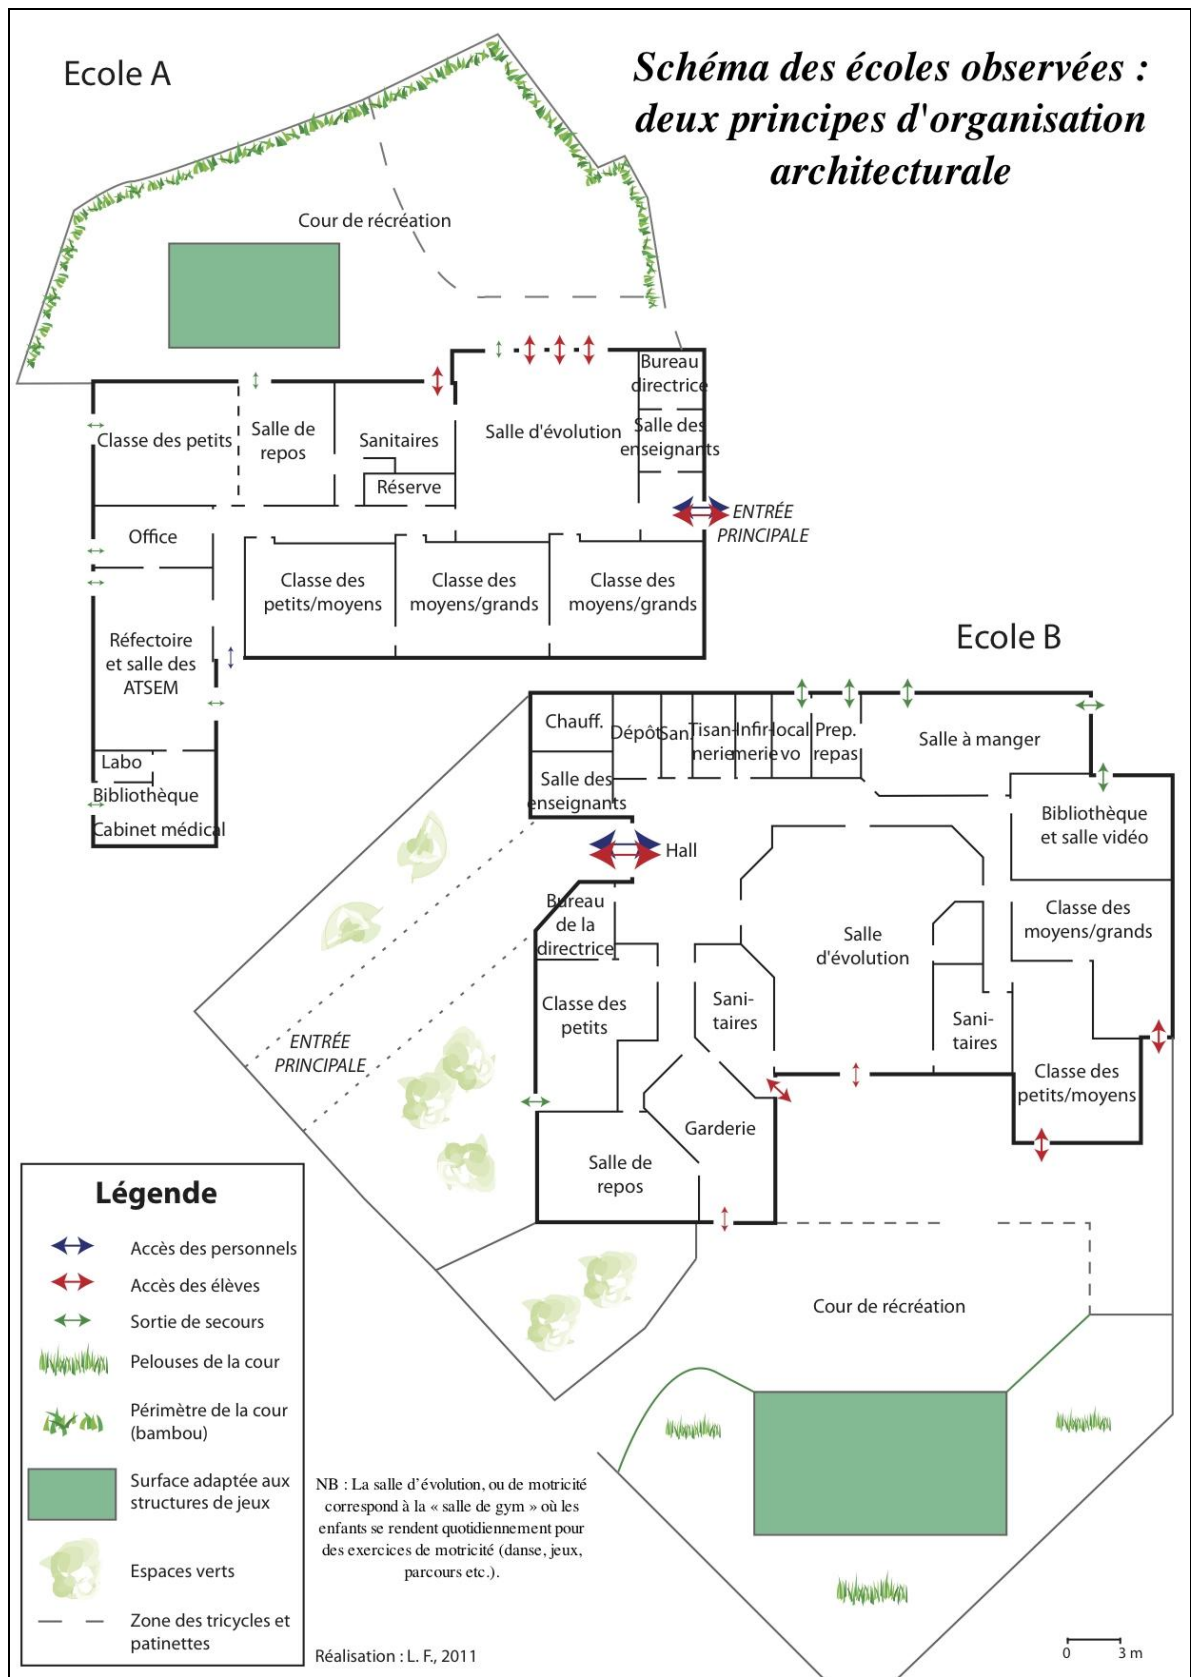 Ecole A
Schéma des écoles observées :
deux principes d'organisation
architecturale
Cour de récréation
Bureau
directrice
Salle des
enseignants
Classe des petits
Salle de
repos
Sanitaires
Réserve
Salle d'évolution
ENTRÉE
PRINCIPALE
Office
Classe des
petits/moyens
Classe des
moyens/grands
Classe des
moyens/grands
Réfectoire
et salle des
ATSEM
Labo
Bibliothèque
Cabinet médical
Ecole B
Chauff.
Dépôt
San.
Tisan-
nerie
Infir-
merie
local
vo
Prep.
repas
Salle à manger
Salle des
enseignants
Bibliothèque
et salle vidéo
Hall
Bureau
de la
directrice
Classe des
moyens/grands
Salle
d'évolution
Classe des
petits
Sani-
taires
Sani-
taires
ENTRÉE
PRINCIPALE
Classe des
petits/moyens
Garderie
Salle de
repos
Cour de récréation
Légende
Accès des personnels
Accès des élèves
Sortie de secours
Pelouses de la cour
Périmètre de la cour
(bambou)
Surface adaptée aux
structures de jeux
Espaces verts
Zone des tricycles et
patinettes
NB : La salle d’évolution, ou de motricité
correspond à la « salle de gym » où les
enfants se rendent quotidiennement pour
des exercices de motricité (danse, jeux,
parcours etc.).
Réalisation : L. F., 2011
0 3 m